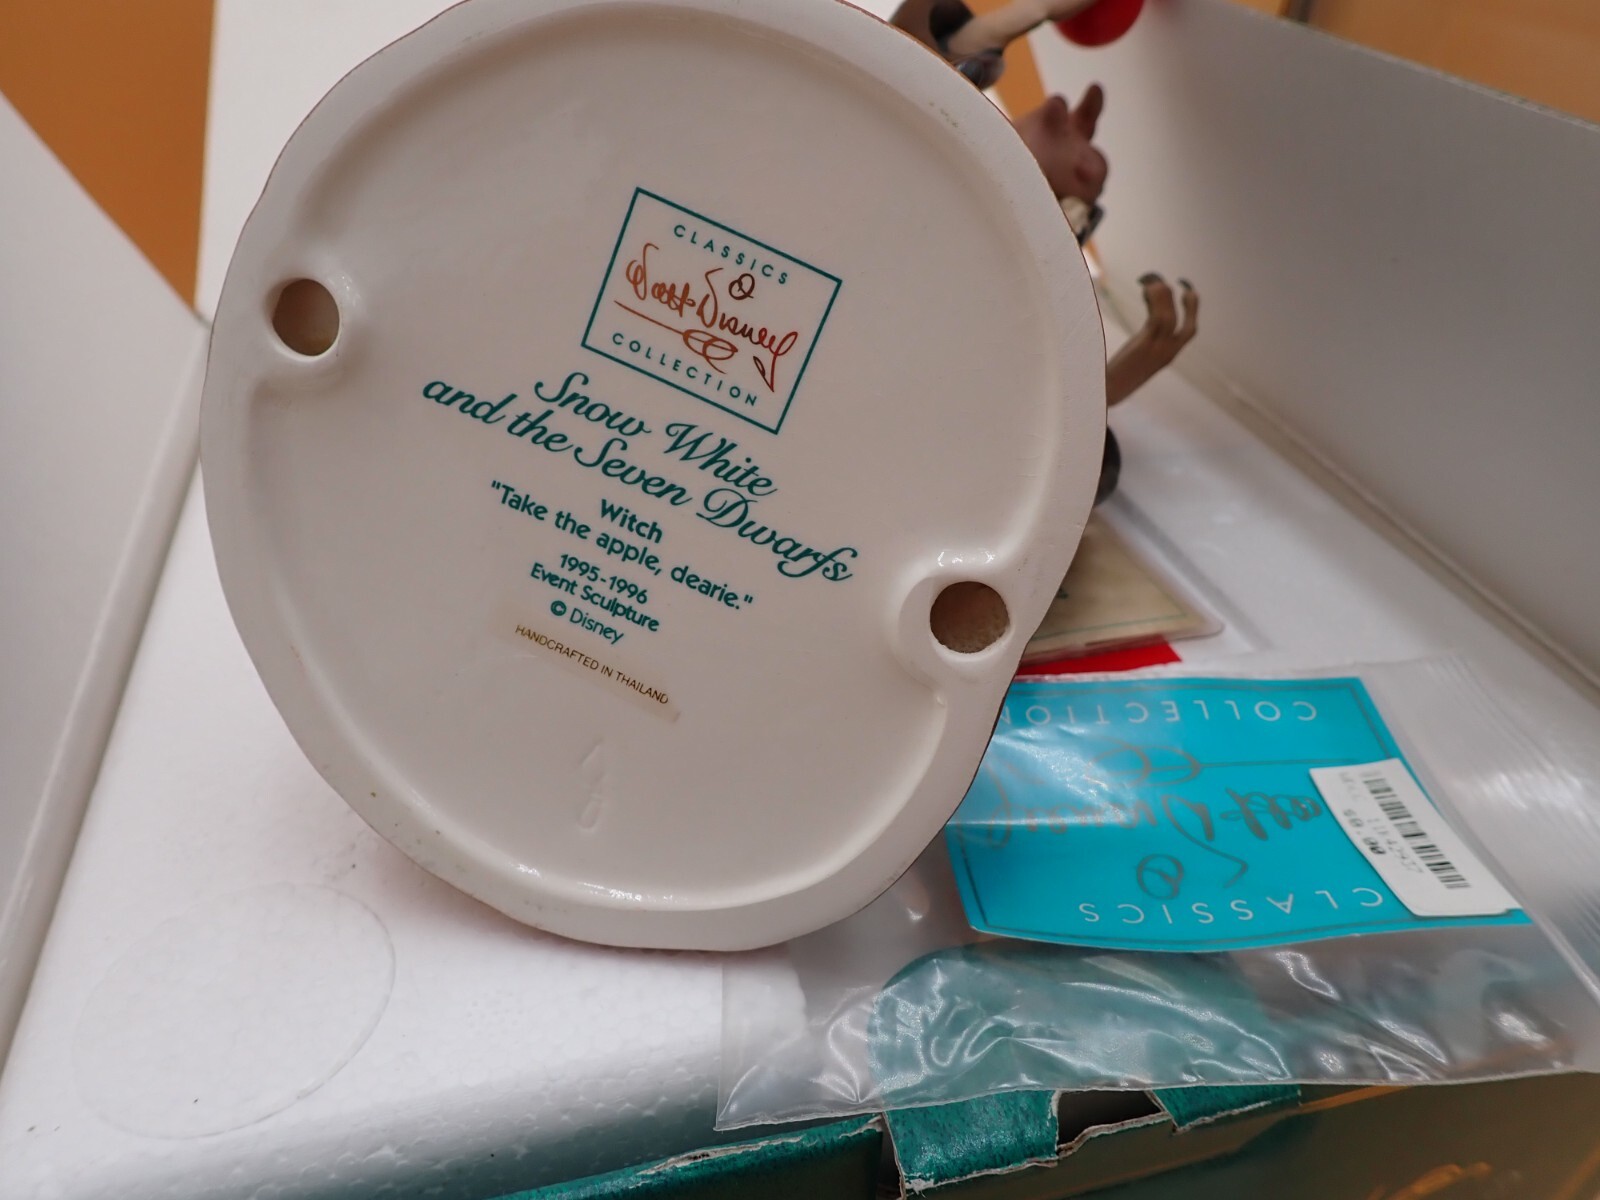 CLASSICS
Walt Disney
COLLECTION
Snow White
and the Seven Dwarfs
Witch
"Take the apple, dearie."
1995-1996
Event Sculpture
© Disney
HANDCRAFTED IN THAILAND
CLASSICS
Walt Disney
COLLECTION